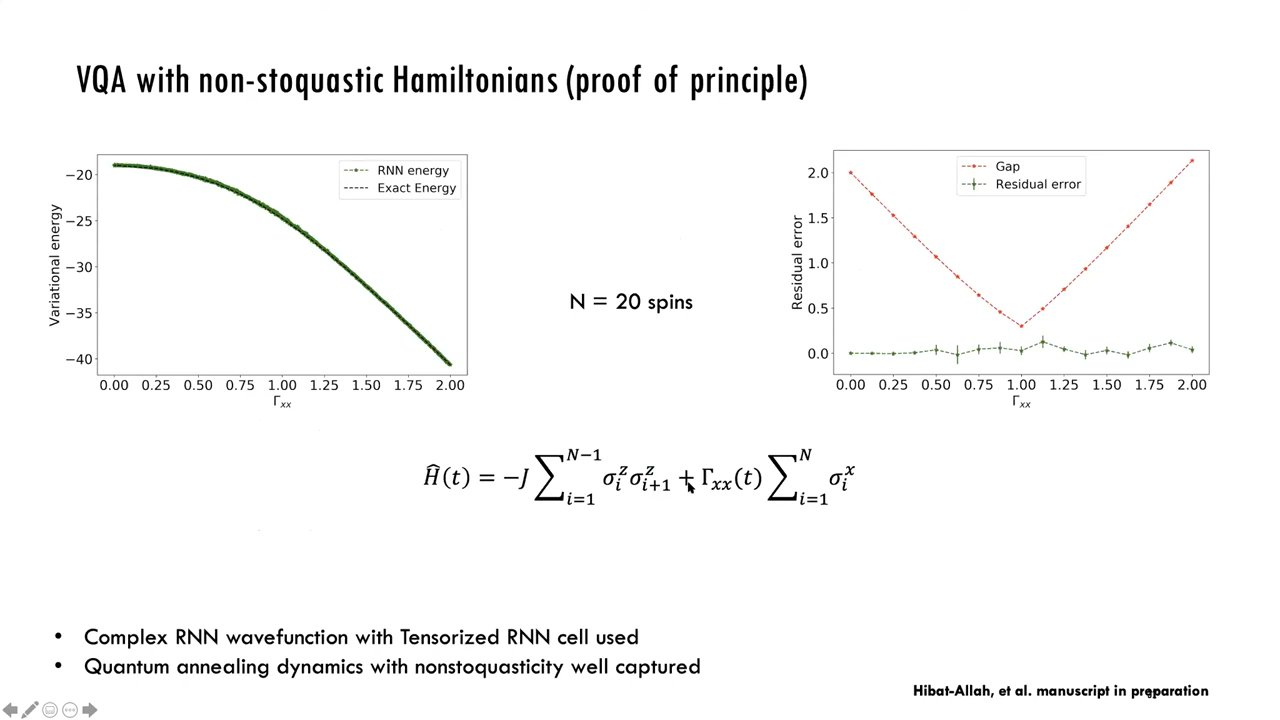 VQA with non-stoquastic Hamiltonians (proof of principle)
RNN energy
Exact Energy
−20
−25
−30
−35
−40
Variational energy
0.00 0.25 0.50 0.75 1.00 1.25 1.50 1.75 2.00
Γxx
N = 20 spins
Gap
Residual error
2.0
1.5
1.0
0.5
0.0
Residual error
0.00 0.25 0.50 0.75 1.00 1.25 1.50 1.75 2.00
Γxx
Ĥ(t) = −J ∑_{i=1}^{N−1} σ_i^z σ_{i+1}^z + Γ_{xx}(t) ∑_{i=1}^{N} σ_i^x
• Complex RNN wavefunction with Tensorized RNN cell used
• Quantum annealing dynamics with nonstoquasticity well captured
Hibat-Allah, et al. manuscript in preparation